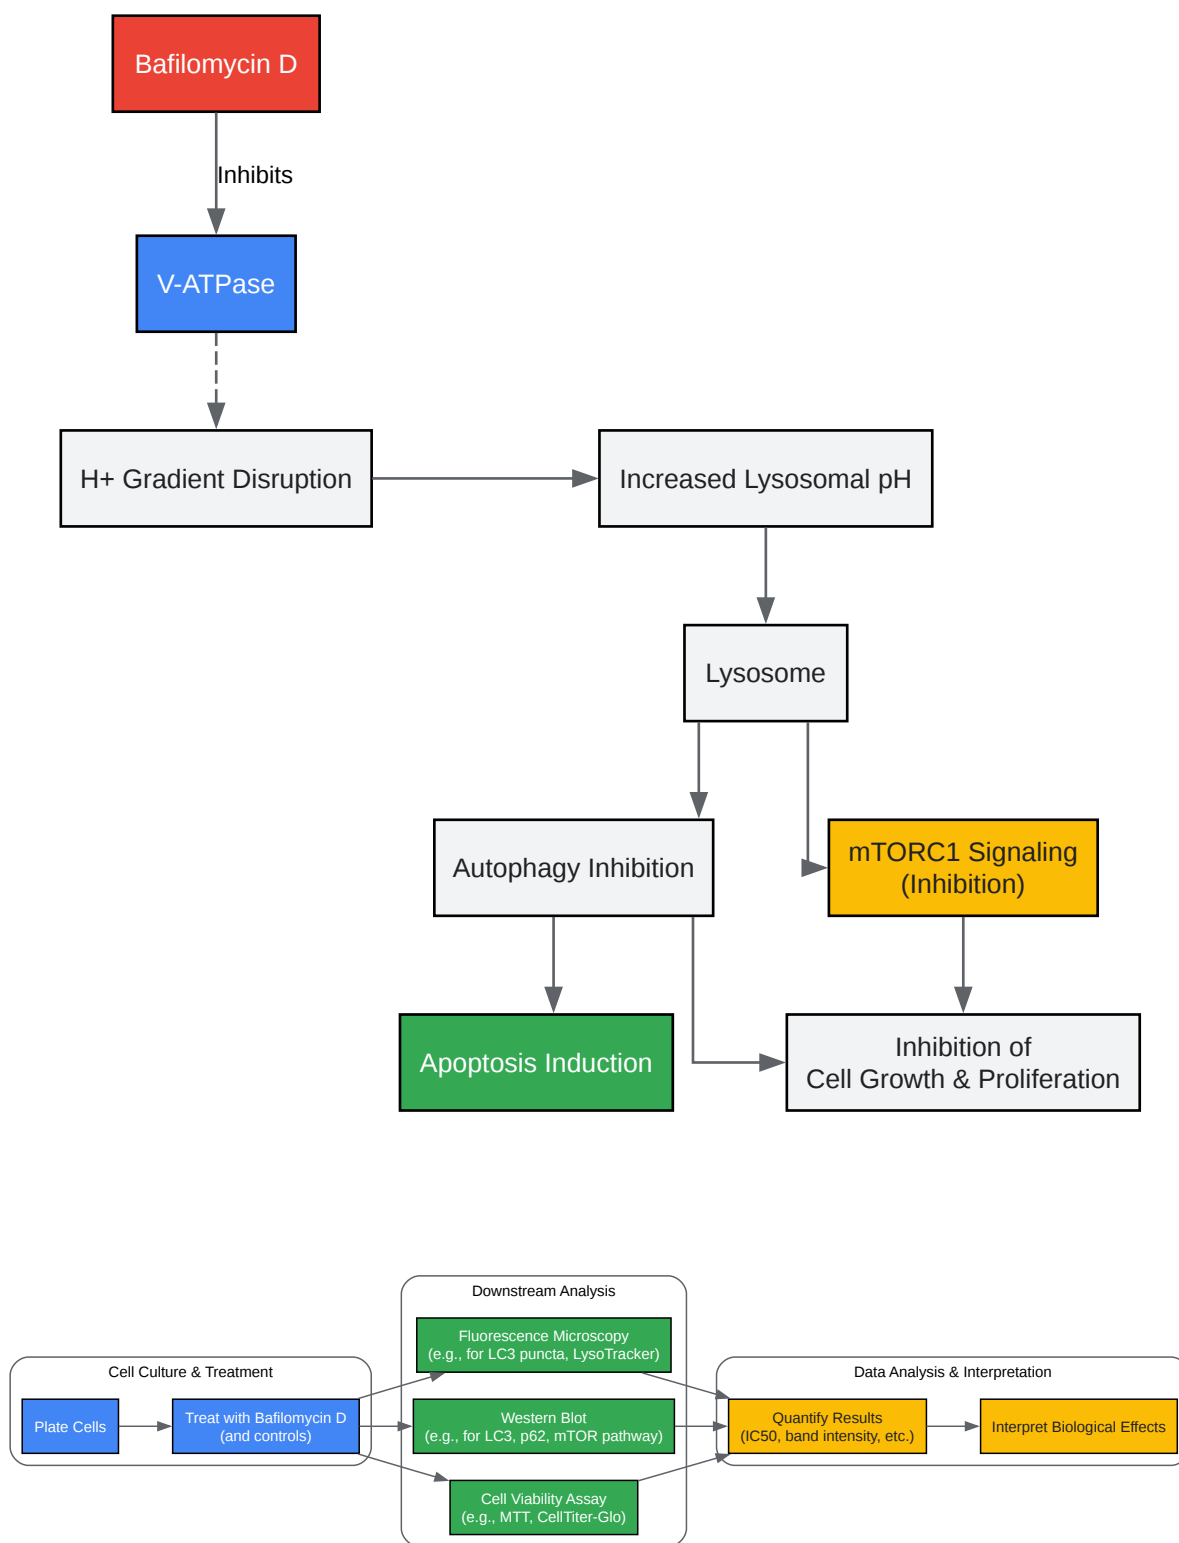 Bafilomycin D
Inhibits
V-ATPase
H+ Gradient Disruption
Increased Lysosomal pH
Lysosome
Autophagy Inhibition
mTORC1 Signaling
(Inhibition)
Apoptosis Induction
Inhibition of
Cell Growth & Proliferation
Cell Culture & Treatment
Plate Cells
Treat with Bafilomycin D
(and controls)
Downstream Analysis
Fluorescence Microscopy
(e.g., for LC3 puncta, LysoTracker)
Western Blot
(e.g., for LC3, p62, mTOR pathway)
Cell Viability Assay
(e.g., MTT, CellTiter-Glo)
Data Analysis & Interpretation
Quantify Results
(IC50, band intensity, etc.)
Interpret Biological Effects